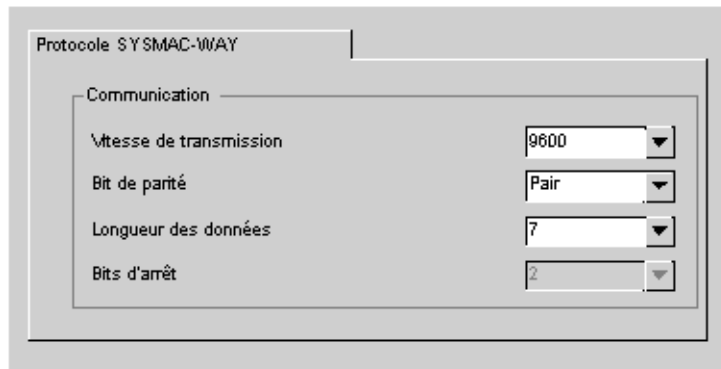 Protocole SYSMAC-WAY
Communication
Vitesse de transmission 9600
Bit de parité Pair
Longueur des données 7
Bits d'arrêt 2